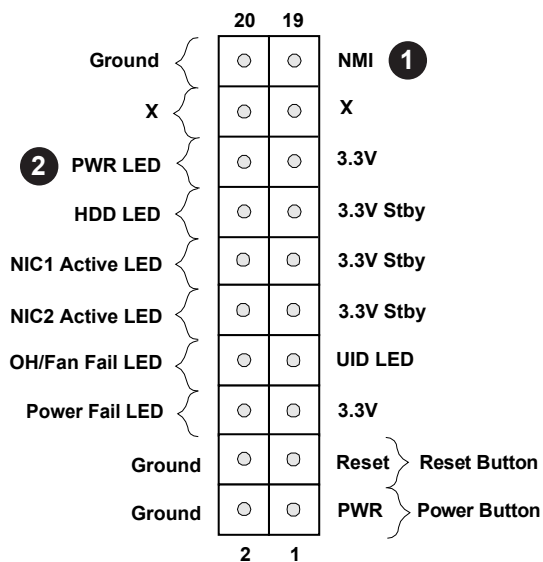 20 19
Ground NMI 1
X X
2 PWR LED 3.3V
HDD LED 3.3V Stby
NIC1 Active LED 3.3V Stby
NIC2 Active LED 3.3V Stby
OH/Fan Fail LED UID LED
Power Fail LED 3.3V
Ground Reset Reset Button
Ground PWR Power Button
2 1